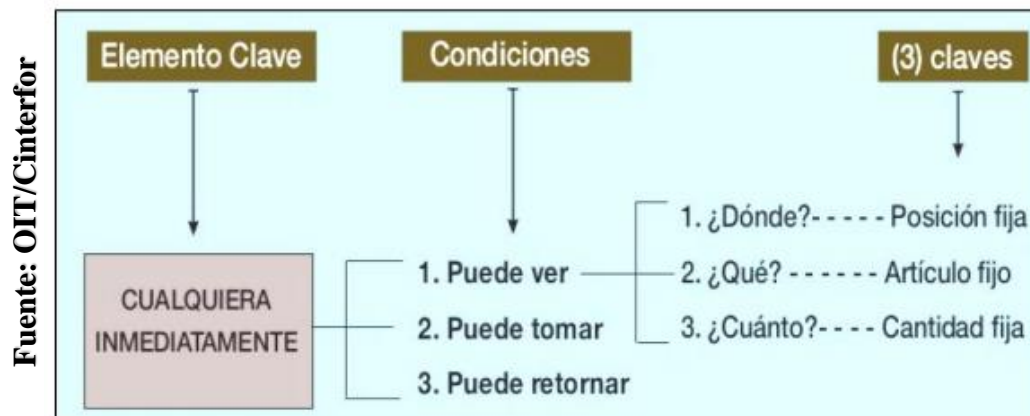 Fuente: OIT/Cinterfor
Elemento Clave
Condiciones
(3) claves
CUALQUIERA
INMEDIATAMENTE
1. Puede ver
2. Puede tomar
3. Puede retornar
1. ¿Dónde?- - - - - Posición fija
2. ¿Qué? - - - - - - Artículo fijo
3. ¿Cuánto?- - - - Cantidad fija